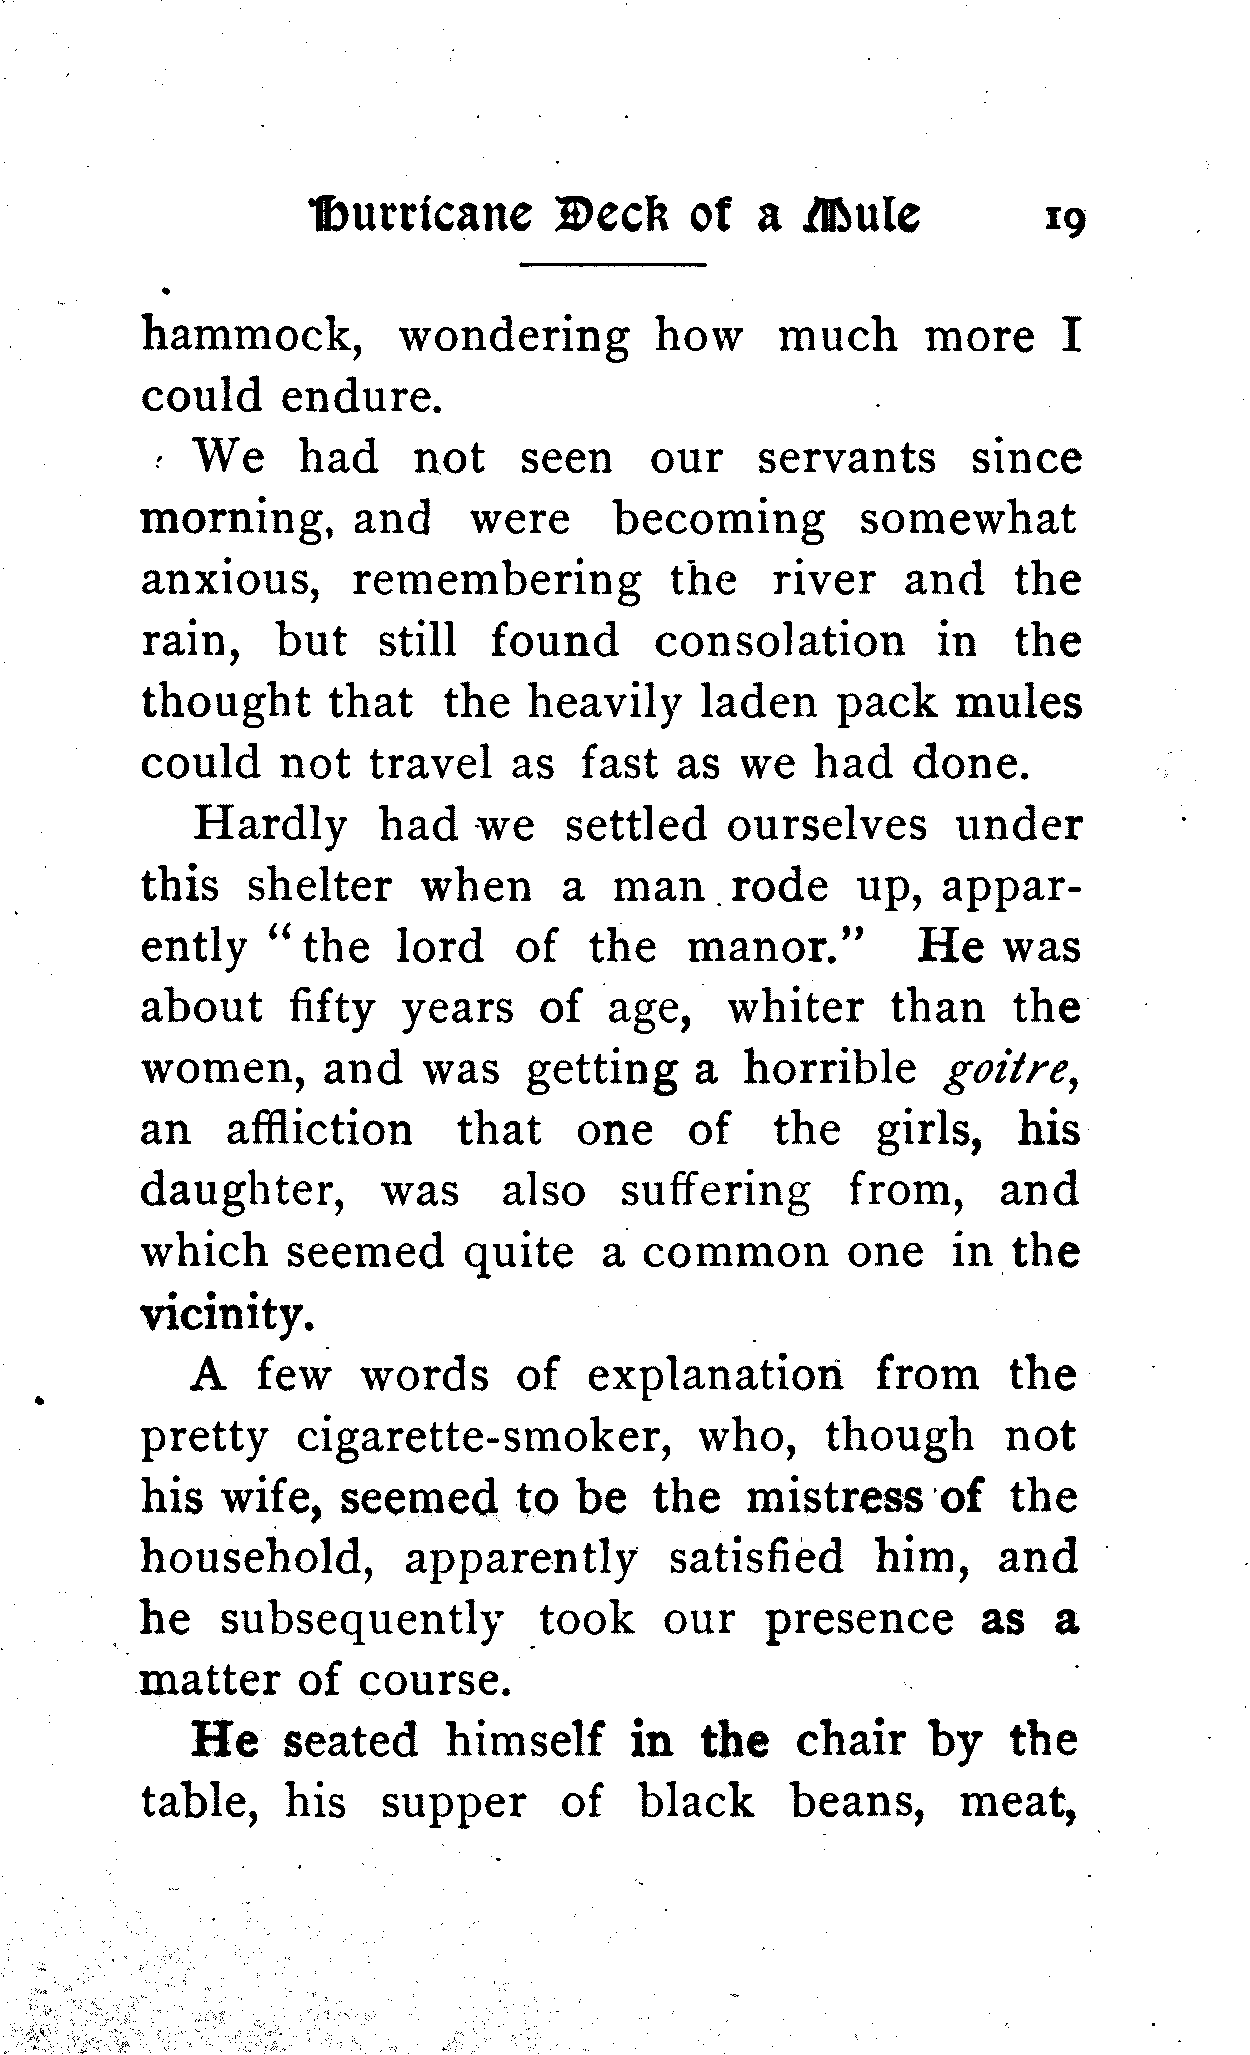 Hurricane Deck of a Mule 19
hammock, wondering how much more I
could endure.
We had not seen our servants since
morning, and were becoming somewhat
anxious, remembering the river and the
rain, but still found consolation in the
thought that the heavily laden pack mules
could not travel as fast as we had done.
Hardly had we settled ourselves under
this shelter when a man rode up, appar-
ently “the lord of the manor.” He was
about fifty years of age, whiter than the
women, and was getting a horrible goitre,
an affliction that one of the girls, his
daughter, was also suffering from, and
which seemed quite a common one in the
vicinity.
A few words of explanation from the
pretty cigarette-smoker, who, though not
his wife, seemed to be the mistress of the
household, apparently satisfied him, and
he subsequently took our presence as a
matter of course.
He seated himself in the chair by the
table, his supper of black beans, meat,